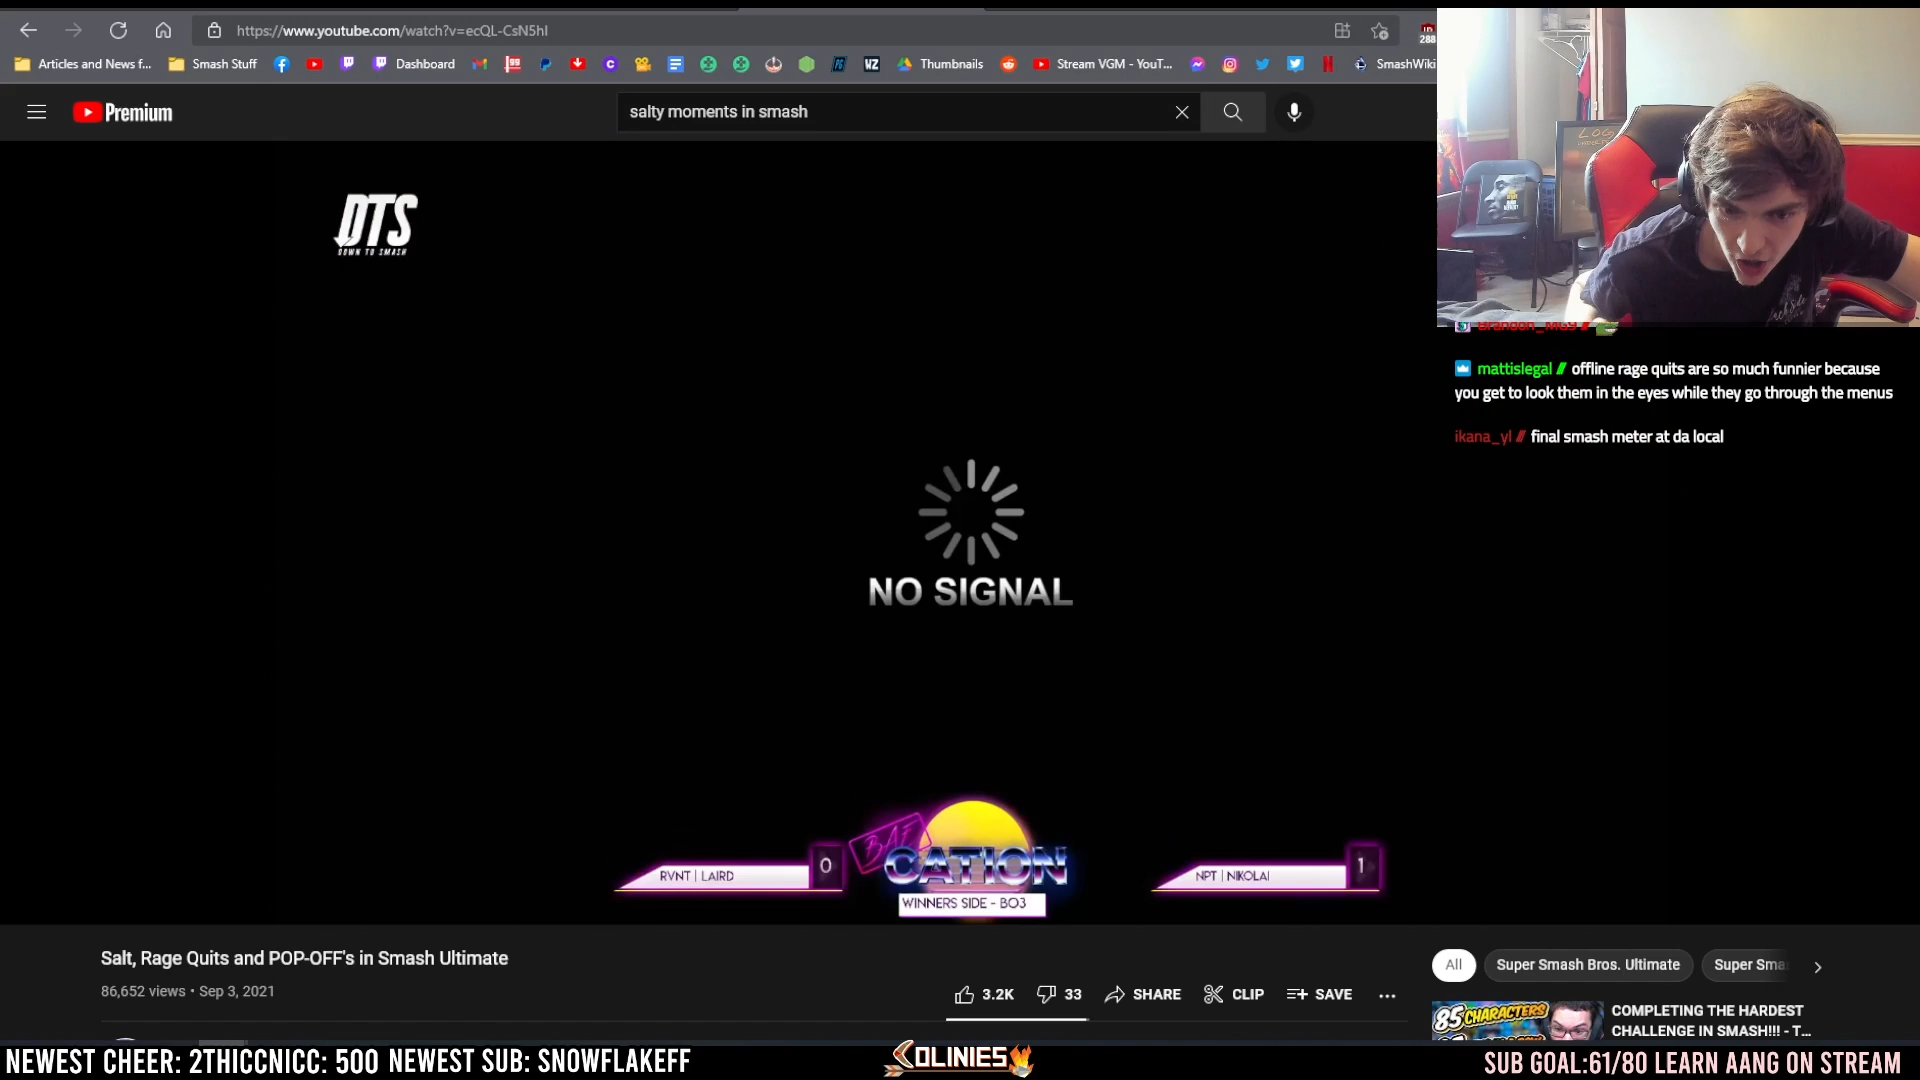 https://www.youtube.com/watch?v=ecQL-CsN5hI
288
Articles and News f...
Smash Stuff
Dashboard
Thumbnails
Stream VGM - YouT...
SmashWiki
Premium
salty moments in smash
DTS
DOWN TO SMASH
LOG
mattislegal // offline rage quits are so much funnier because
you get to look them in the eyes while they go through the menus
ikana_yl // final smash meter at da local
NO SIGNAL
RVNT | LAIRD
0
CATION
WINNERS SIDE - BO3
NPT | NIKOLAI
1
Salt, Rage Quits and POP-OFF's in Smash Ultimate
86,652 views • Sep 3, 2021
3.2K
33
SHARE
CLIP
SAVE
All
Super Smash Bros. Ultimate
Super Sma
85 CHARACTERS
COMPLETING THE HARDEST
CHALLENGE IN SMASH!!! - T...
NEWEST CHEER: 2THICCNICC: 500 NEWEST SUB: SNOWFLAKEFF
COLINIES
SUB GOAL:61/80 LEARN AANG ON STREAM